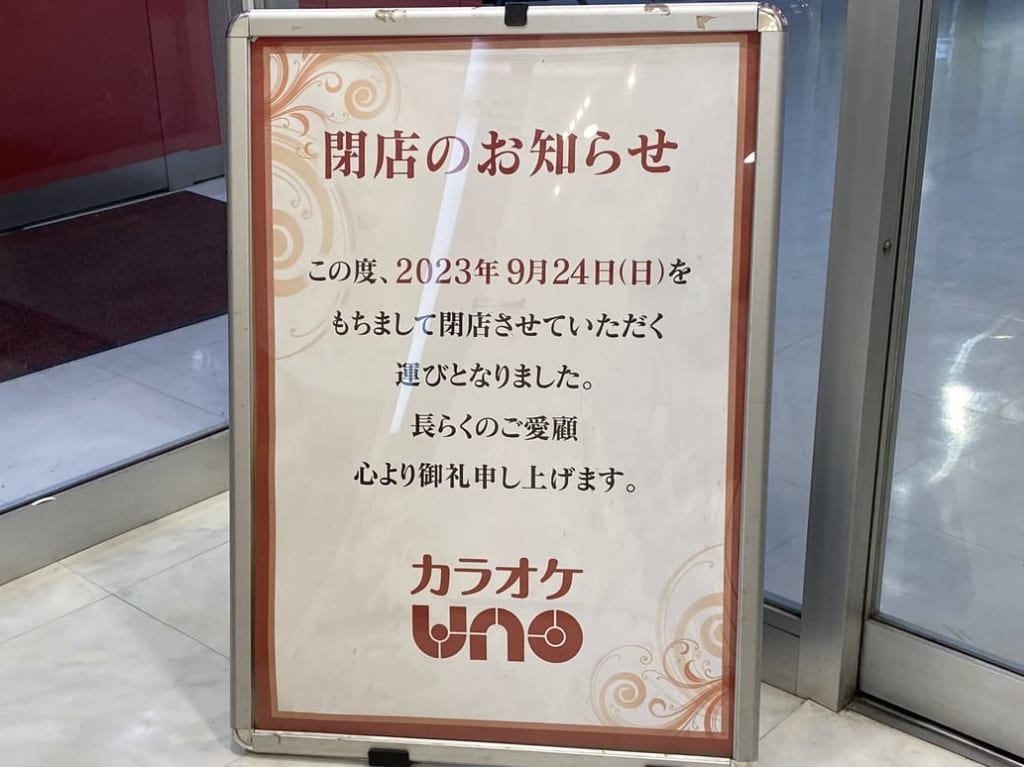 閉店のお知らせ
この度、2023年9月24日(日)を
もちまして閉店させていただく
運びとなりました。
長らくのご愛顧
心より御礼申し上げます。
カラオケ
UNO